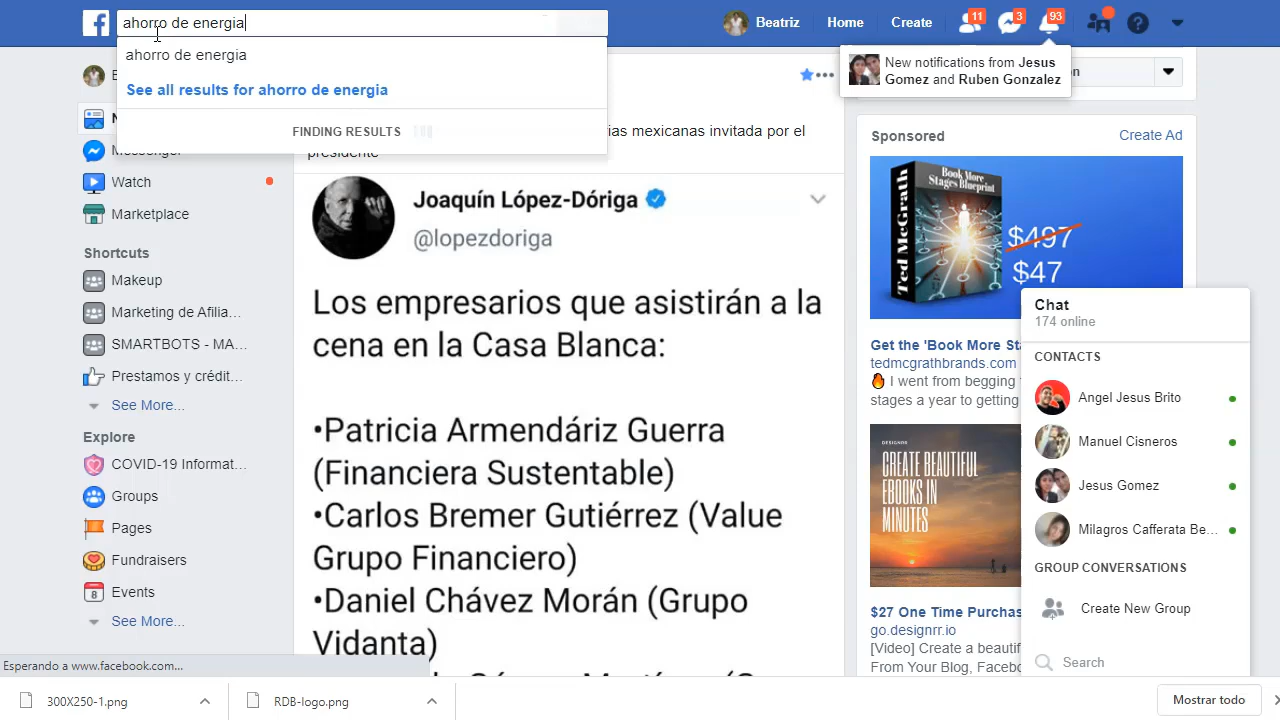 ahorro de energia
Beatriz
Home
Create
11
3
93
ahorro de energia
See all results for ahorro de energia
FINDING RESULTS
New notifications from Jesus
Gomez and Ruben Gonzalez
Messenger
Watch
Marketplace
Shortcuts
Makeup
Marketing de Afilia...
SMARTBOTS - MA...
Prestamos y crédit...
See More...
Explore
COVID-19 Informat...
Groups
Pages
Fundraisers
8
Events
See More...
ias mexicanas invitada por el
presidente
Joaquín López-Dóriga
@lopezdoriga
Los empresarios que asistirán a la
cena en la Casa Blanca:
•Patricia Armendáriz Guerra
(Financiera Sustentable)
•Carlos Bremer Gutiérrez (Value
Grupo Financiero)
•Daniel Chávez Morán (Grupo
Vidanta)
Sponsored
Create Ad
Ted McGrath
Book More
Stages Blueprint
$497
$47
Get the 'Book More Sta
tedmcgrathbrands.com
I went from begging
stages a year to getting
DESIGNRR
CREATE BEAUTIFUL
EBOOKS IN
MINUTES
$27 One Time Purchas
go.designrr.io
[Video] Create a beautif
From Your Blog, Facebo
Chat
174 online
CONTACTS
Angel Jesus Brito
Manuel Cisneros
Jesus Gomez
Milagros Cafferata Be...
GROUP CONVERSATIONS
Create New Group
Search
Esperando a www.facebook.com...
300X250-1.png
RDB-logo.png
Mostrar todo